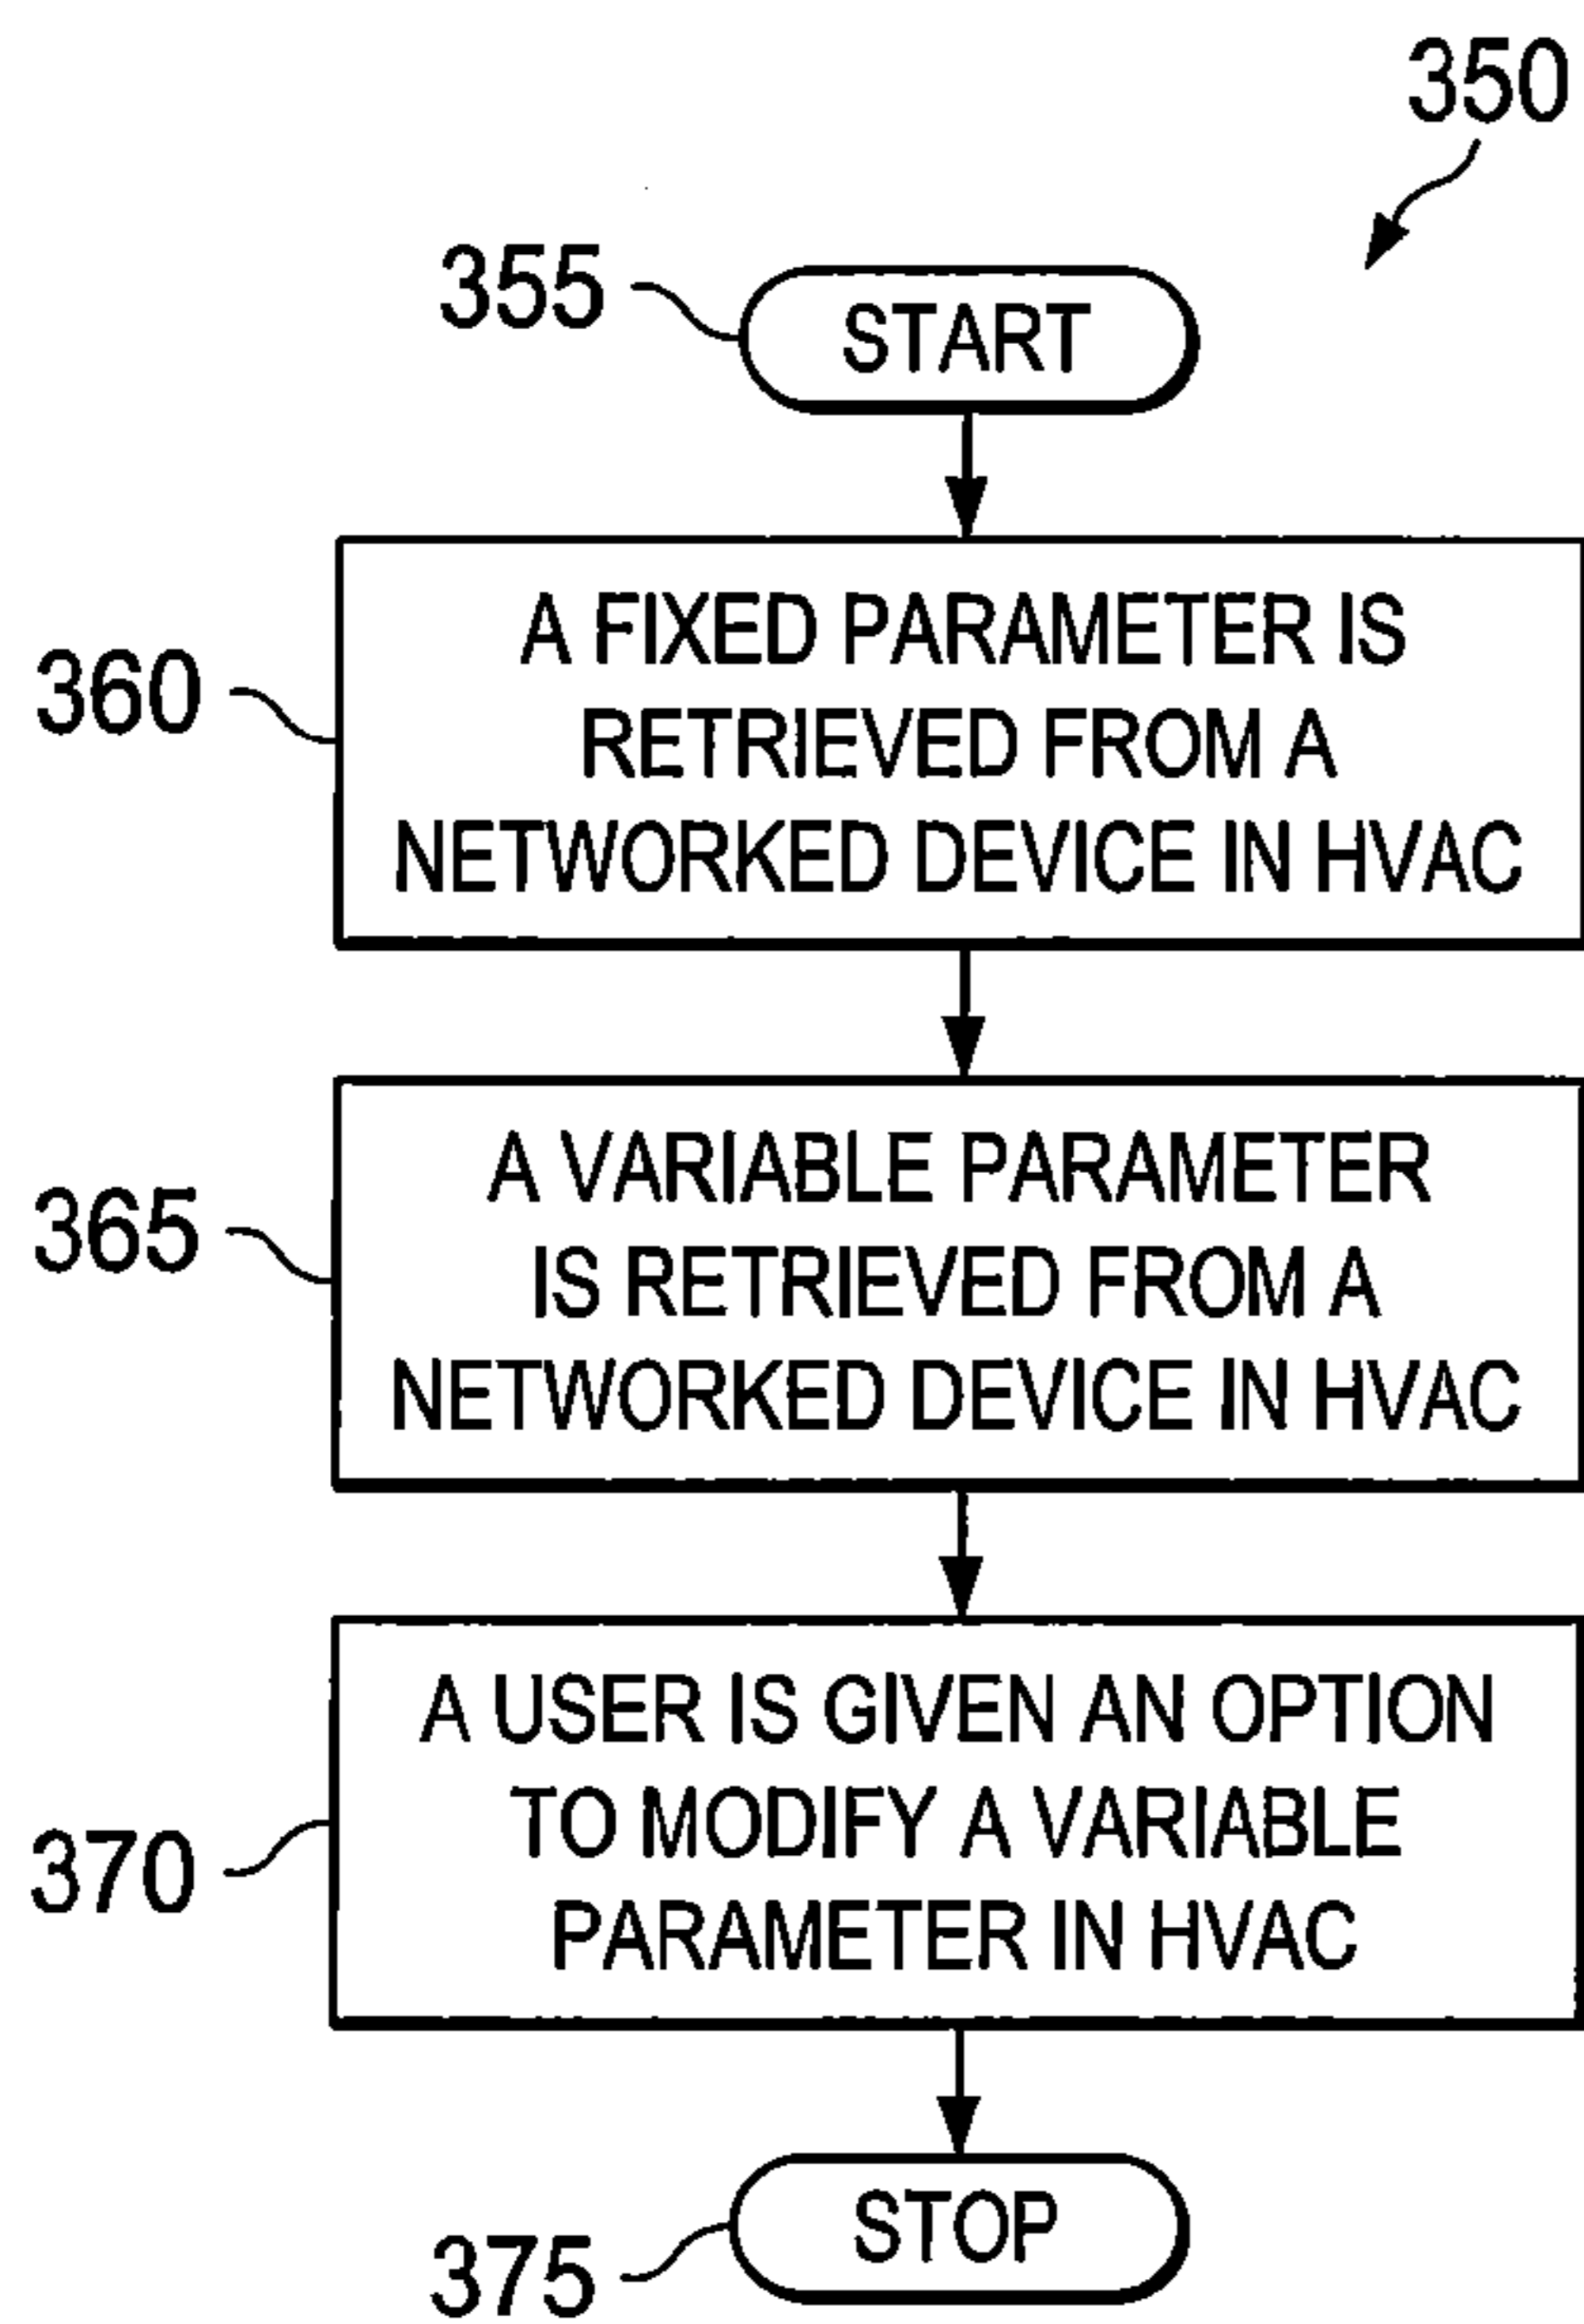 350
355
START
360
A FIXED PARAMETER IS
RETRIEVED FROM A
NETWORKED DEVICE IN HVAC
365
A VARIABLE PARAMETER
IS RETRIEVED FROM A
NETWORKED DEVICE IN HVAC
370
A USER IS GIVEN AN OPTION
TO MODIFY A VARIABLE
PARAMETER IN HVAC
375
STOP